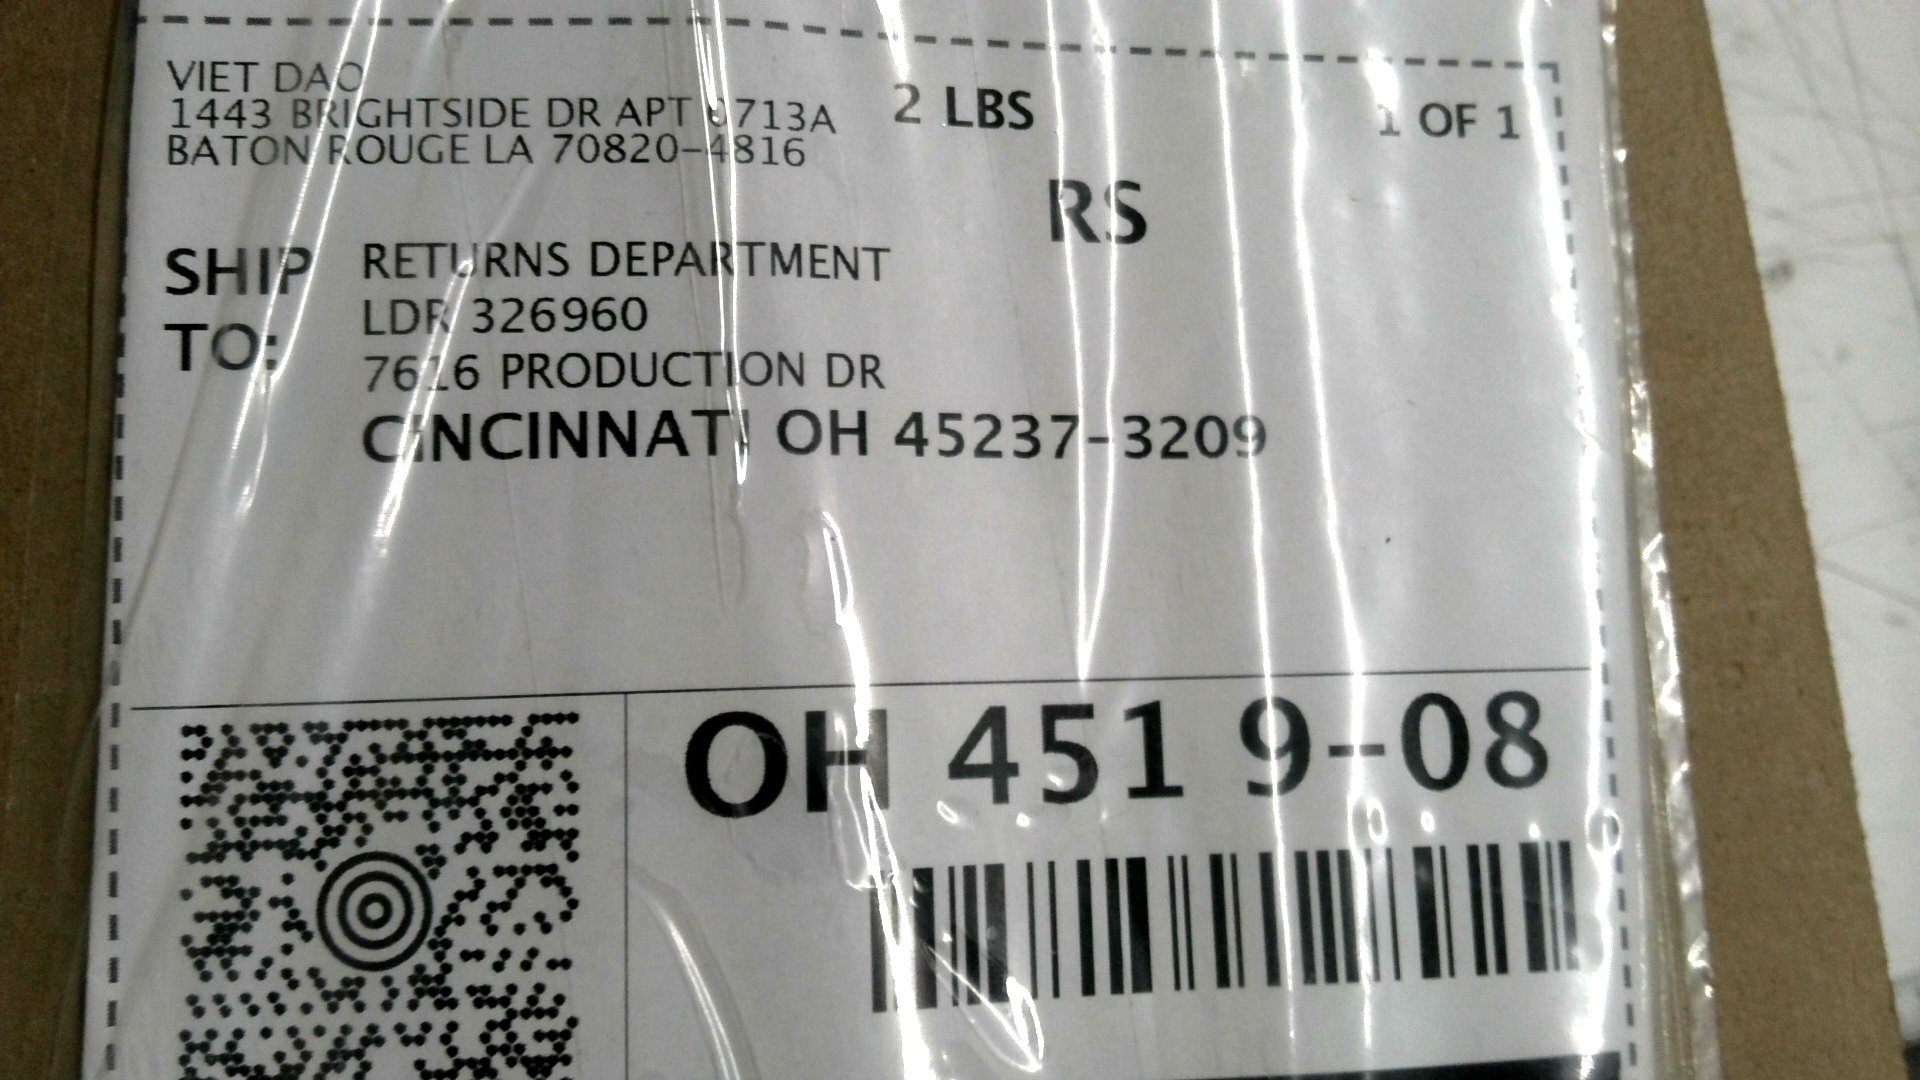 VIET DAO
1443 BRIGHTSIDE DR APT 0713A
BATON ROUGE LA 70820-4816
2 LBS
1 OF 1
RS
SHIP TO:
RETURNS DEPARTMENT
LDR 326960
7616 PRODUCTION DR
CINCINNATI OH 45237-3209
OH 451 9-08